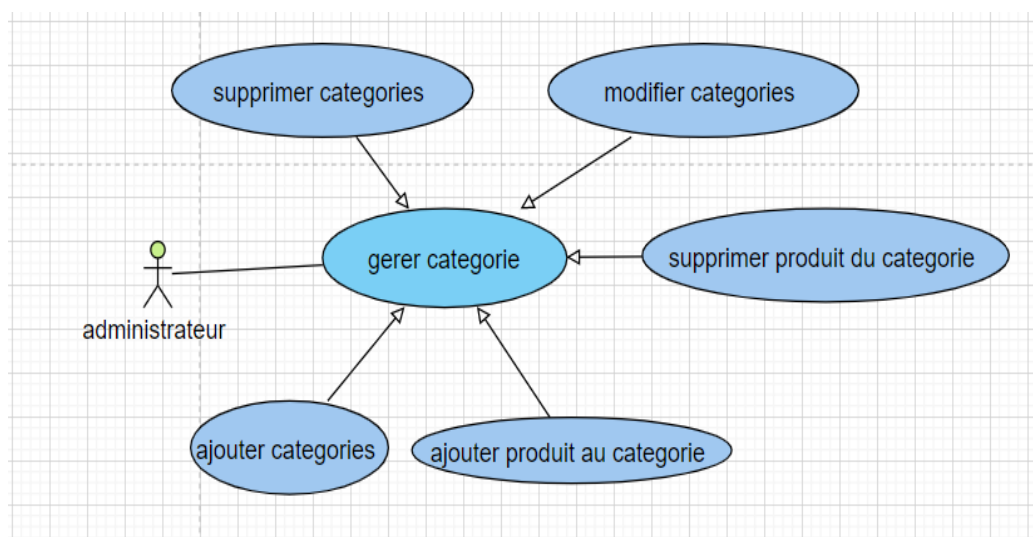 supprimer categories
modifier categories
gerer categorie
supprimer produit du categorie
administrateur
ajouter categories
ajouter produit au categorie